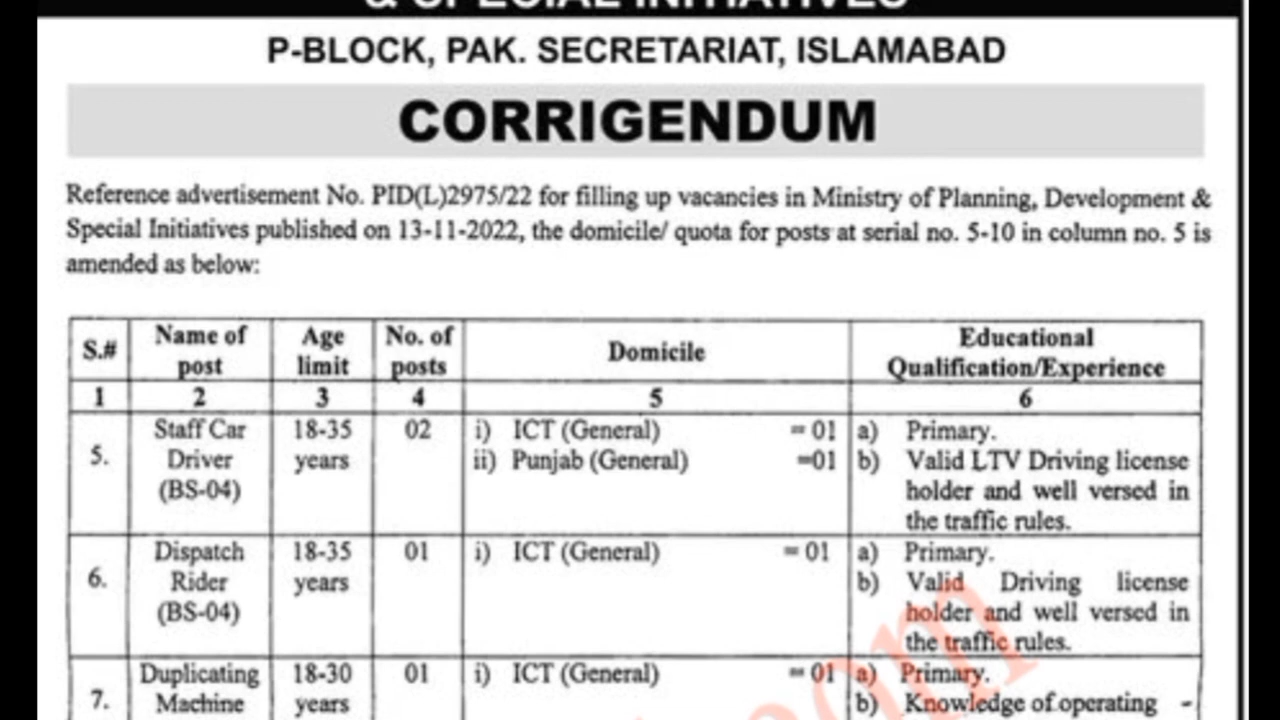 & SPECIAL INITIATIVES
P-BLOCK, PAK. SECRETARIAT, ISLAMABAD
CORRIGENDUM
Reference advertisement No. PID(L)2975/22 for filling up vacancies in Ministry of Planning, Development &
Special Initiatives published on 13-11-2022, the domicile/ quota for posts at serial no. 5-10 in column no. 5 is
amended as below:
S.# Name of post Age limit No. of posts Domicile Educational Qualification/Experience
1 2 3 4 5 6
5. Staff Car Driver (BS-04) 18-35 years 02 i) ICT (General) = 01 ii) Punjab (General) =01 a) Primary. b) Valid LTV Driving license holder and well versed in the traffic rules.
6. Dispatch Rider (BS-04) 18-35 years 01 i) ICT (General) = 01 a) Primary. b) Valid Driving license holder and well versed in the traffic rules.
7. Duplicating Machine 18-30 years 01 i) ICT (General) = 01 a) Primary. b) Knowledge of operating -